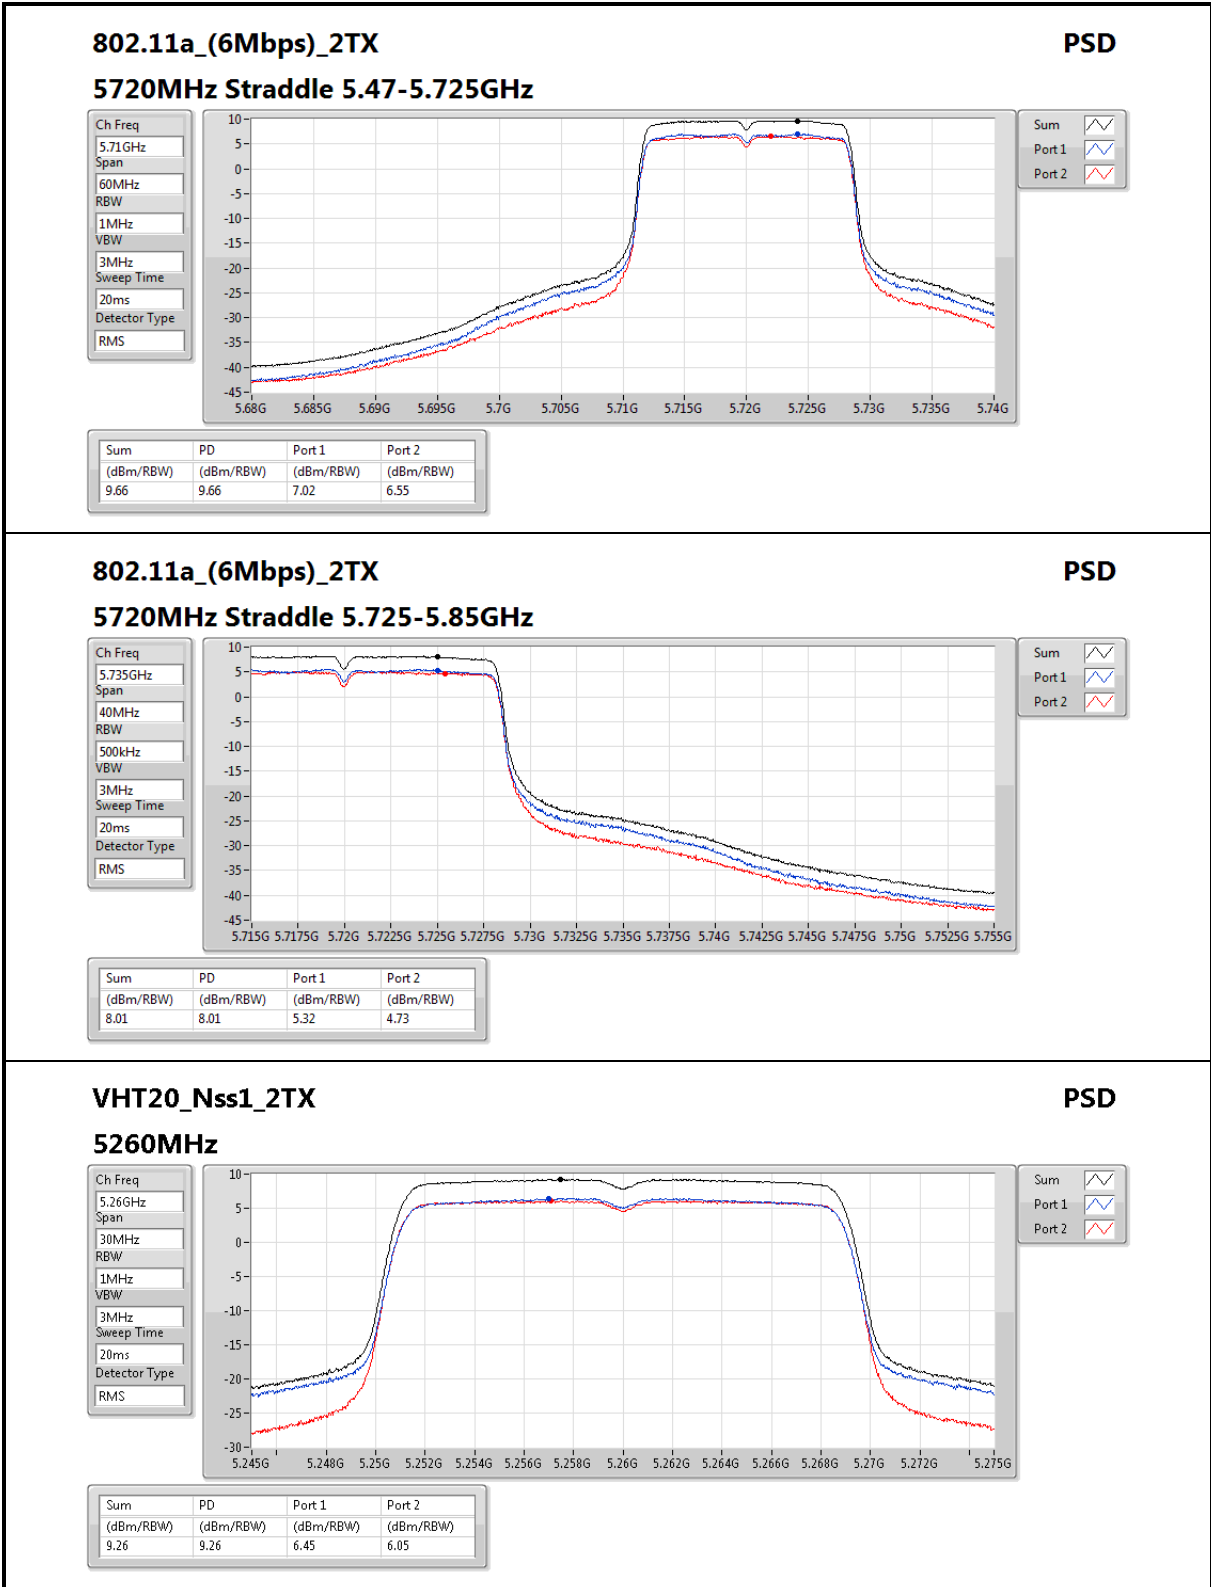 802.11a_(6Mbps)_2TX PSD
5720MHz Straddle 5.47-5.725GHz
Ch Freq
5.71GHz
Span
60MHz
RBW
1MHz
VBW
3MHz
Sweep Time
20ms
Detector Type
RMS
10
5
0
-5
-10
-15
-20
-25
-30
-35
-40
-45
5.68G 5.685G 5.69G 5.695G 5.7G 5.705G 5.71G 5.715G 5.72G 5.725G 5.73G 5.735G 5.74G
Sum
Port 1
Port 2
Sum PD Port 1 Port 2
(dBm/RBW) (dBm/RBW) (dBm/RBW) (dBm/RBW)
9.66 9.66 7.02 6.55
802.11a_(6Mbps)_2TX PSD
5720MHz Straddle 5.725-5.85GHz
Ch Freq
5.735GHz
Span
40MHz
RBW
500kHz
VBW
3MHz
Sweep Time
20ms
Detector Type
RMS
10
5
0
-5
-10
-15
-20
-25
-30
-35
-40
-45
5.715G 5.7175G 5.72G 5.7225G 5.725G 5.7275G 5.73G 5.7325G 5.735G 5.7375G 5.74G 5.7425G 5.745G 5.7475G 5.75G 5.7525G 5.755G
Sum
Port 1
Port 2
Sum PD Port 1 Port 2
(dBm/RBW) (dBm/RBW) (dBm/RBW) (dBm/RBW)
8.01 8.01 5.32 4.73
VHT20_Nss1_2TX PSD
5260MHz
Ch Freq
5.26GHz
Span
30MHz
RBW
1MHz
VBW
3MHz
Sweep Time
20ms
Detector Type
RMS
10
5
0
-5
-10
-15
-20
-25
-30
5.245G 5.248G 5.25G 5.252G 5.254G 5.256G 5.258G 5.26G 5.262G 5.264G 5.266G 5.268G 5.27G 5.272G 5.275G
Sum
Port 1
Port 2
Sum PD Port 1 Port 2
(dBm/RBW) (dBm/RBW) (dBm/RBW) (dBm/RBW)
9.26 9.26 6.45 6.05